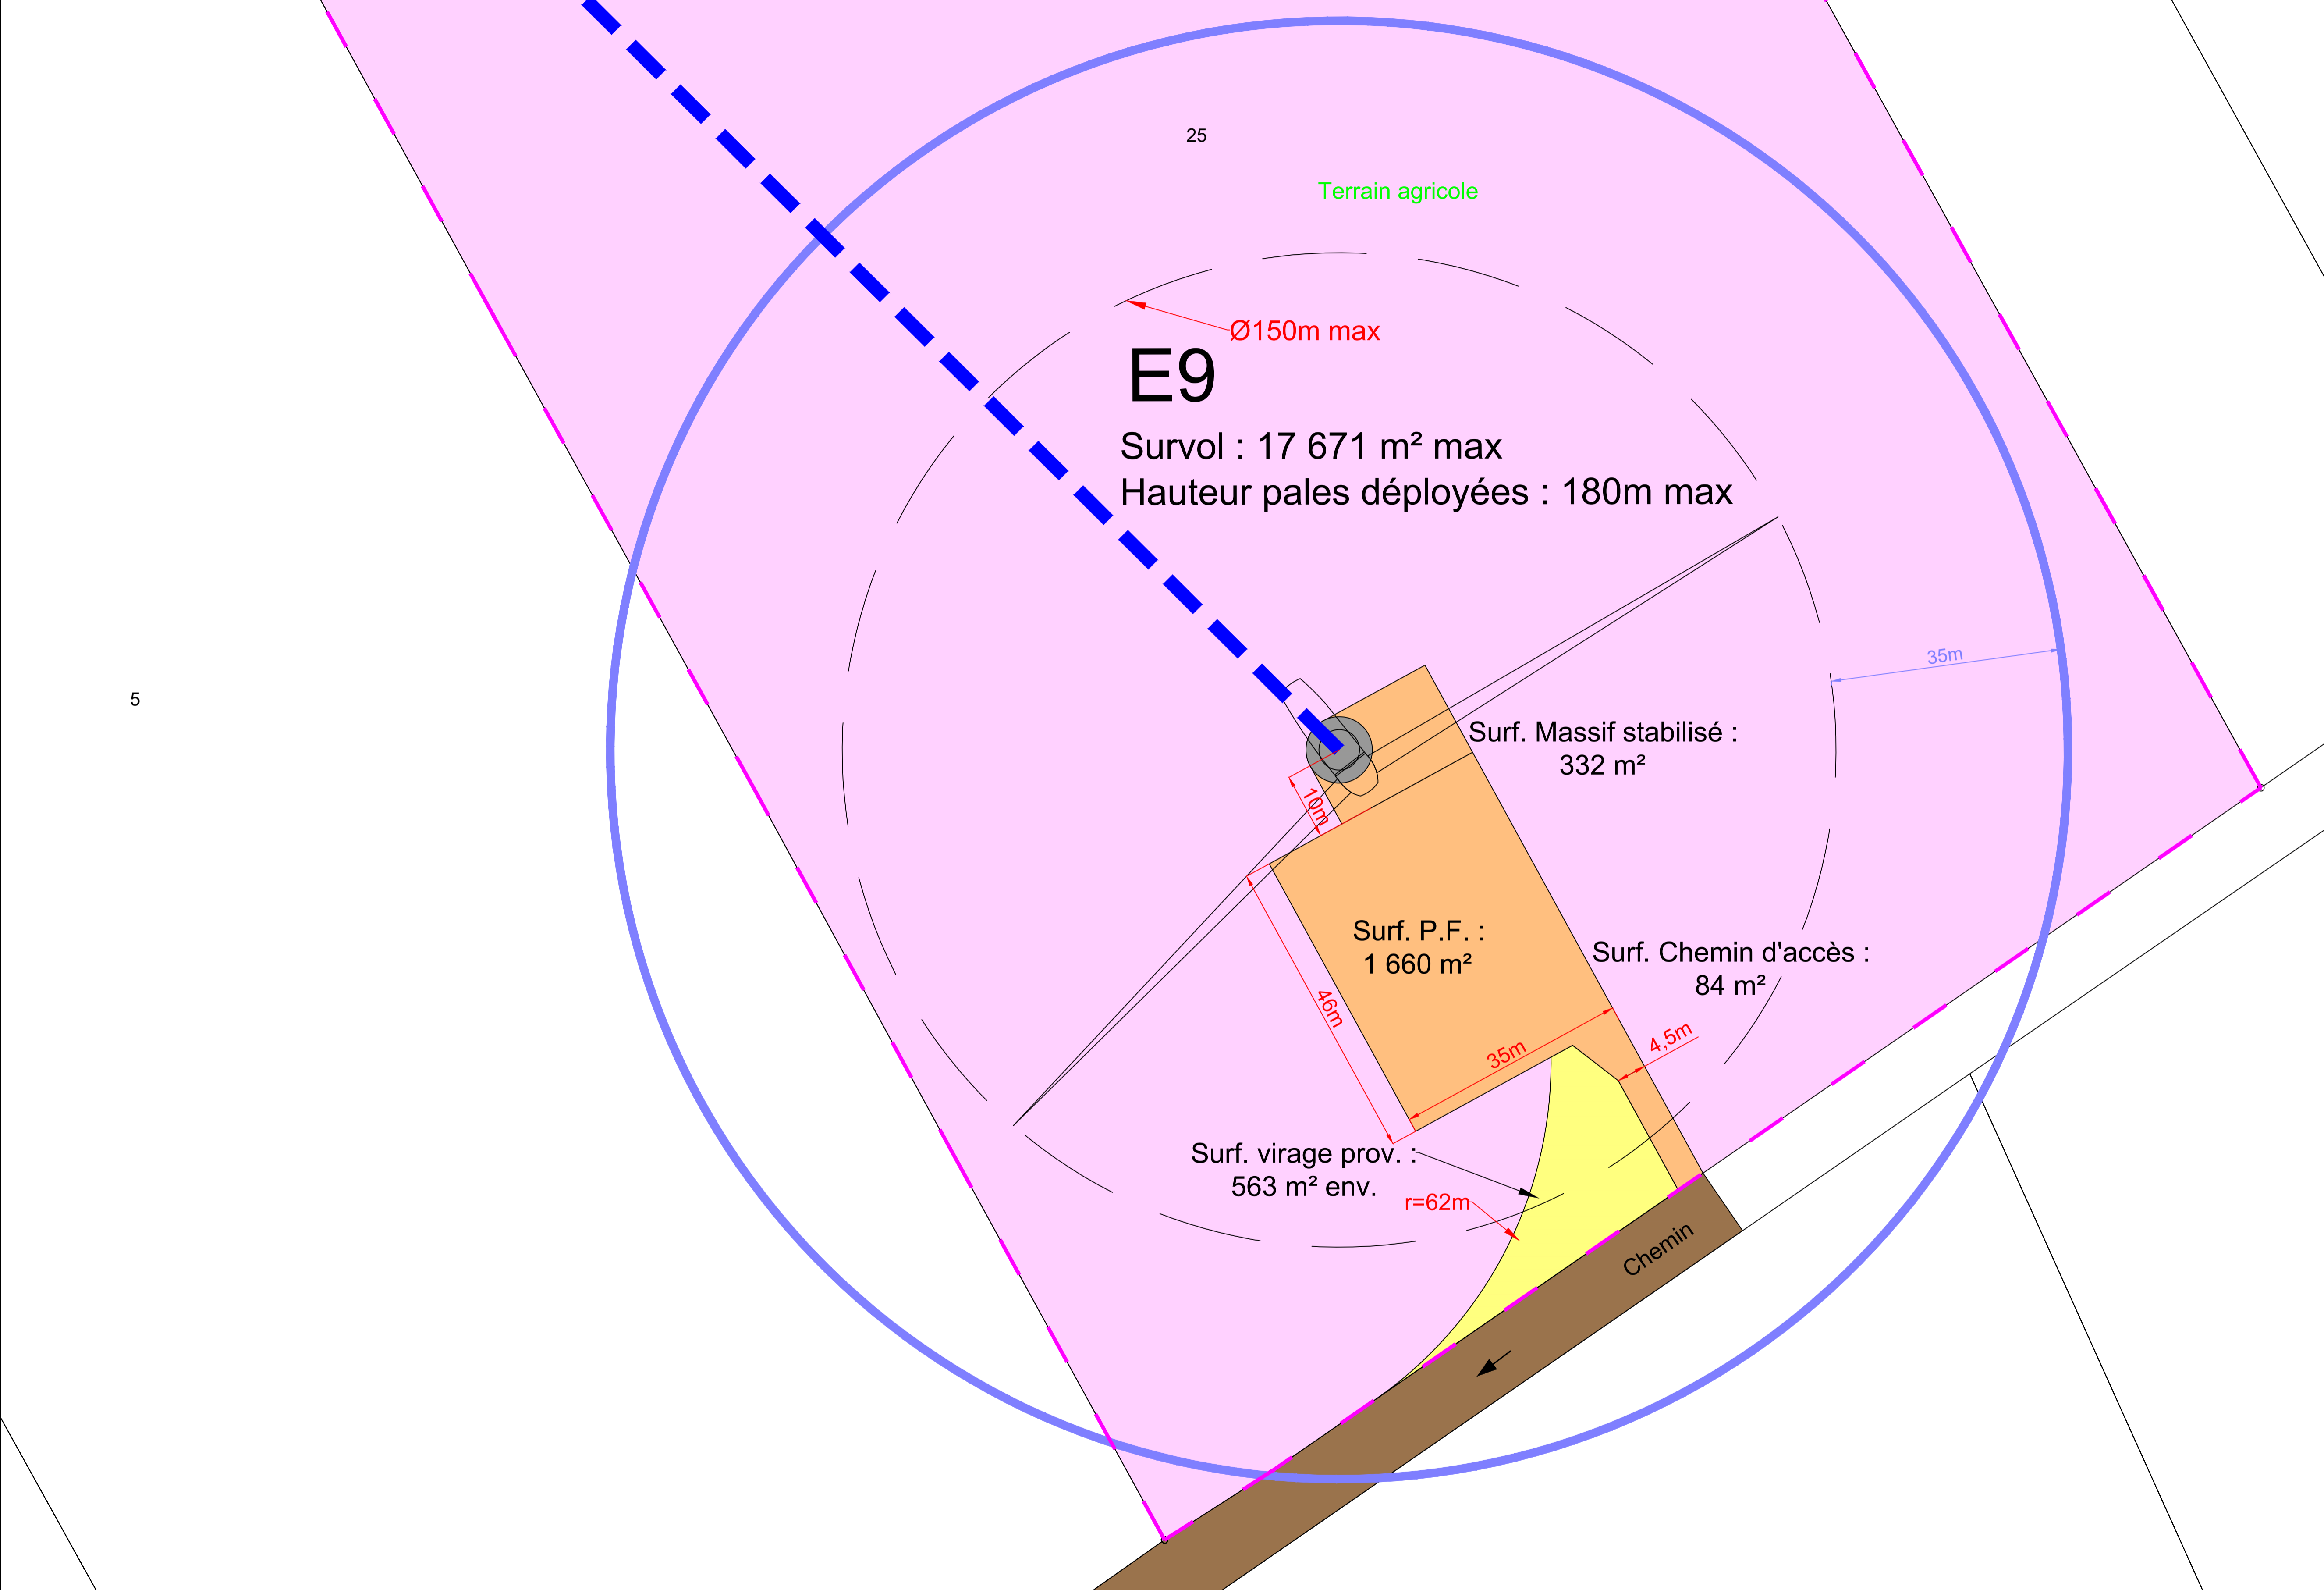 25
Terrain agricole
Ø150m max
E9
Survol : 17 671 m² max
Hauteur pales déployées : 180m max
35m
5
Surf. Massif stabilisé :
332 m²
10m
Surf. P.F. :
1 660 m²
Surf. Chemin d'accès :
84 m²
46m
35m
4,5m
Surf. virage prov. :
563 m² env.
r=62m
Chemin